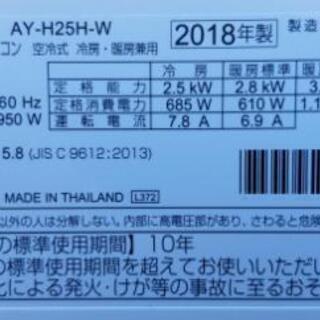 AY-H25H-W 2018年製 製造
コン 空冷式 冷房・暖房兼用
冷房 暖房標準
定格能力 2.5 kW 2.8 kW 3.
60 Hz 定格消費電力 685 W 610 W 1,1
950 W 運転電流 7.8 A 6.9 A
5.8 (JIS C 9612:2013)
MADE IN THAILAND L372
以外の人は分解しない。内部に高電圧部があり、さわると危険
の標準使用期間】10年
の標準使用期間を超えてお使いいただい
化による発火・けが等の事故に至るおそ